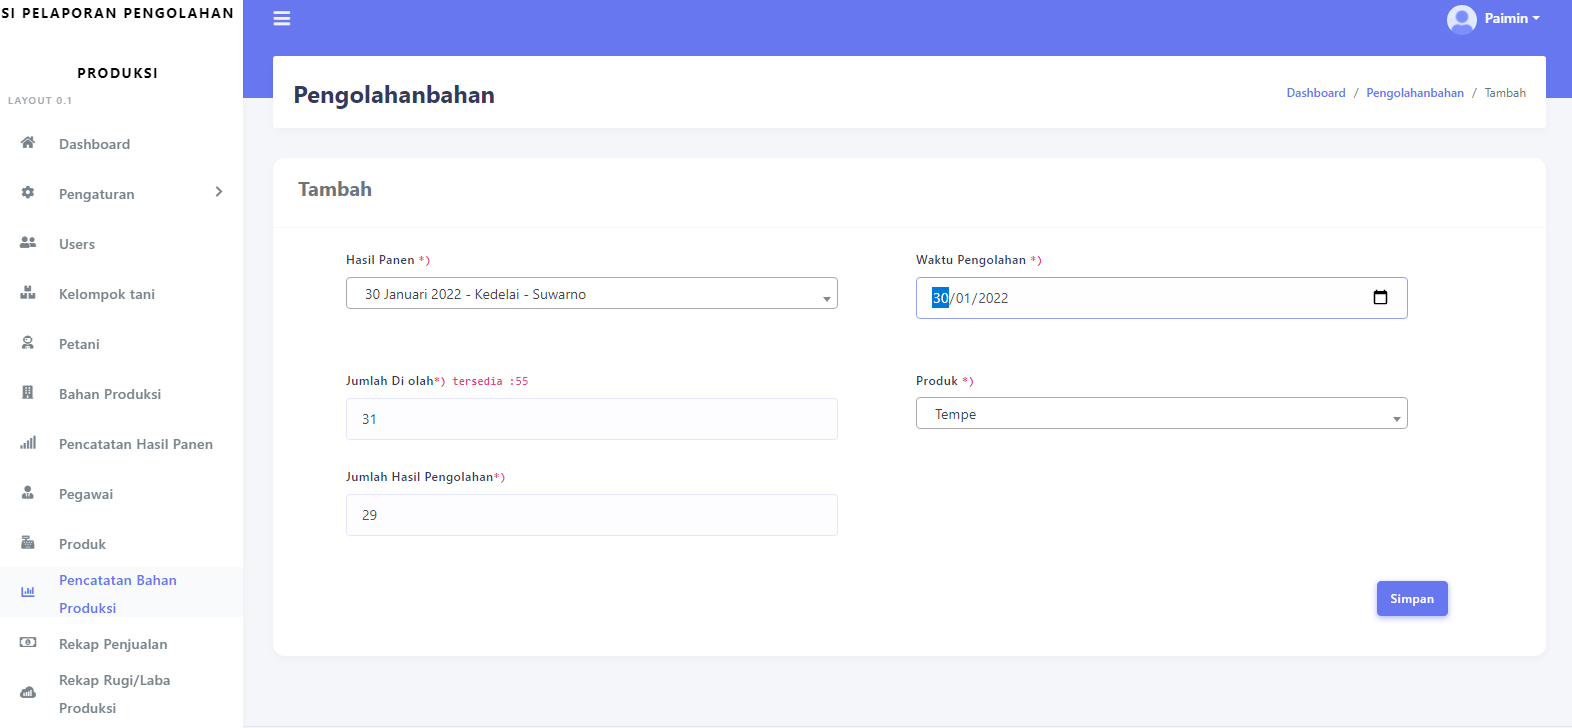 SI PELAPORAN PENGOLAHAN
PRODUKSI
LAYOUT 0.1
Dashboard
Pengaturan
Users
Kelompok tani
Petani
Bahan Produksi
Pencatatan Hasil Panen
Pegawai
Produk
Pencatatan Bahan
Produksi
Rekap Penjualan
Rekap Rugi/Laba
Produksi
Paimin
Pengolahanbahan
Dashboard / Pengolahanbahan / Tambah
Tambah
Hasil Panen *)
30 Januari 2022 - Kedelai - Suwarno
Waktu Pengolahan *)
30/01/2022
Jumlah Di olah*) tersedia :55
31
Produk *)
Tempe
Jumlah Hasil Pengolahan*)
29
Simpan